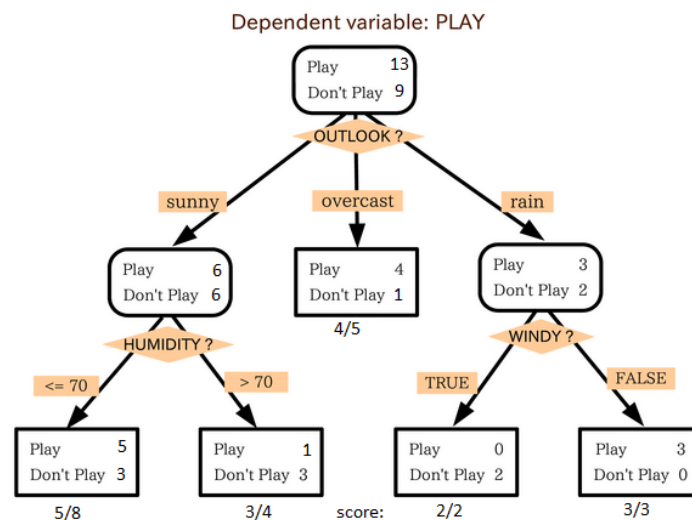 Dependent variable: PLAY
Play 13
Don't Play 9
OUTLOOK ?
sunny
overcast
rain
Play 6
Don't Play 6
Play 4
Don't Play 1
Play 3
Don't Play 2
4/5
HUMIDITY ?
WINDY ?
<= 70
> 70
TRUE
FALSE
Play 5
Don't Play 3
Play 1
Don't Play 3
Play 0
Don't Play 2
Play 3
Don't Play 0
5/8
3/4
score:
2/2
3/3